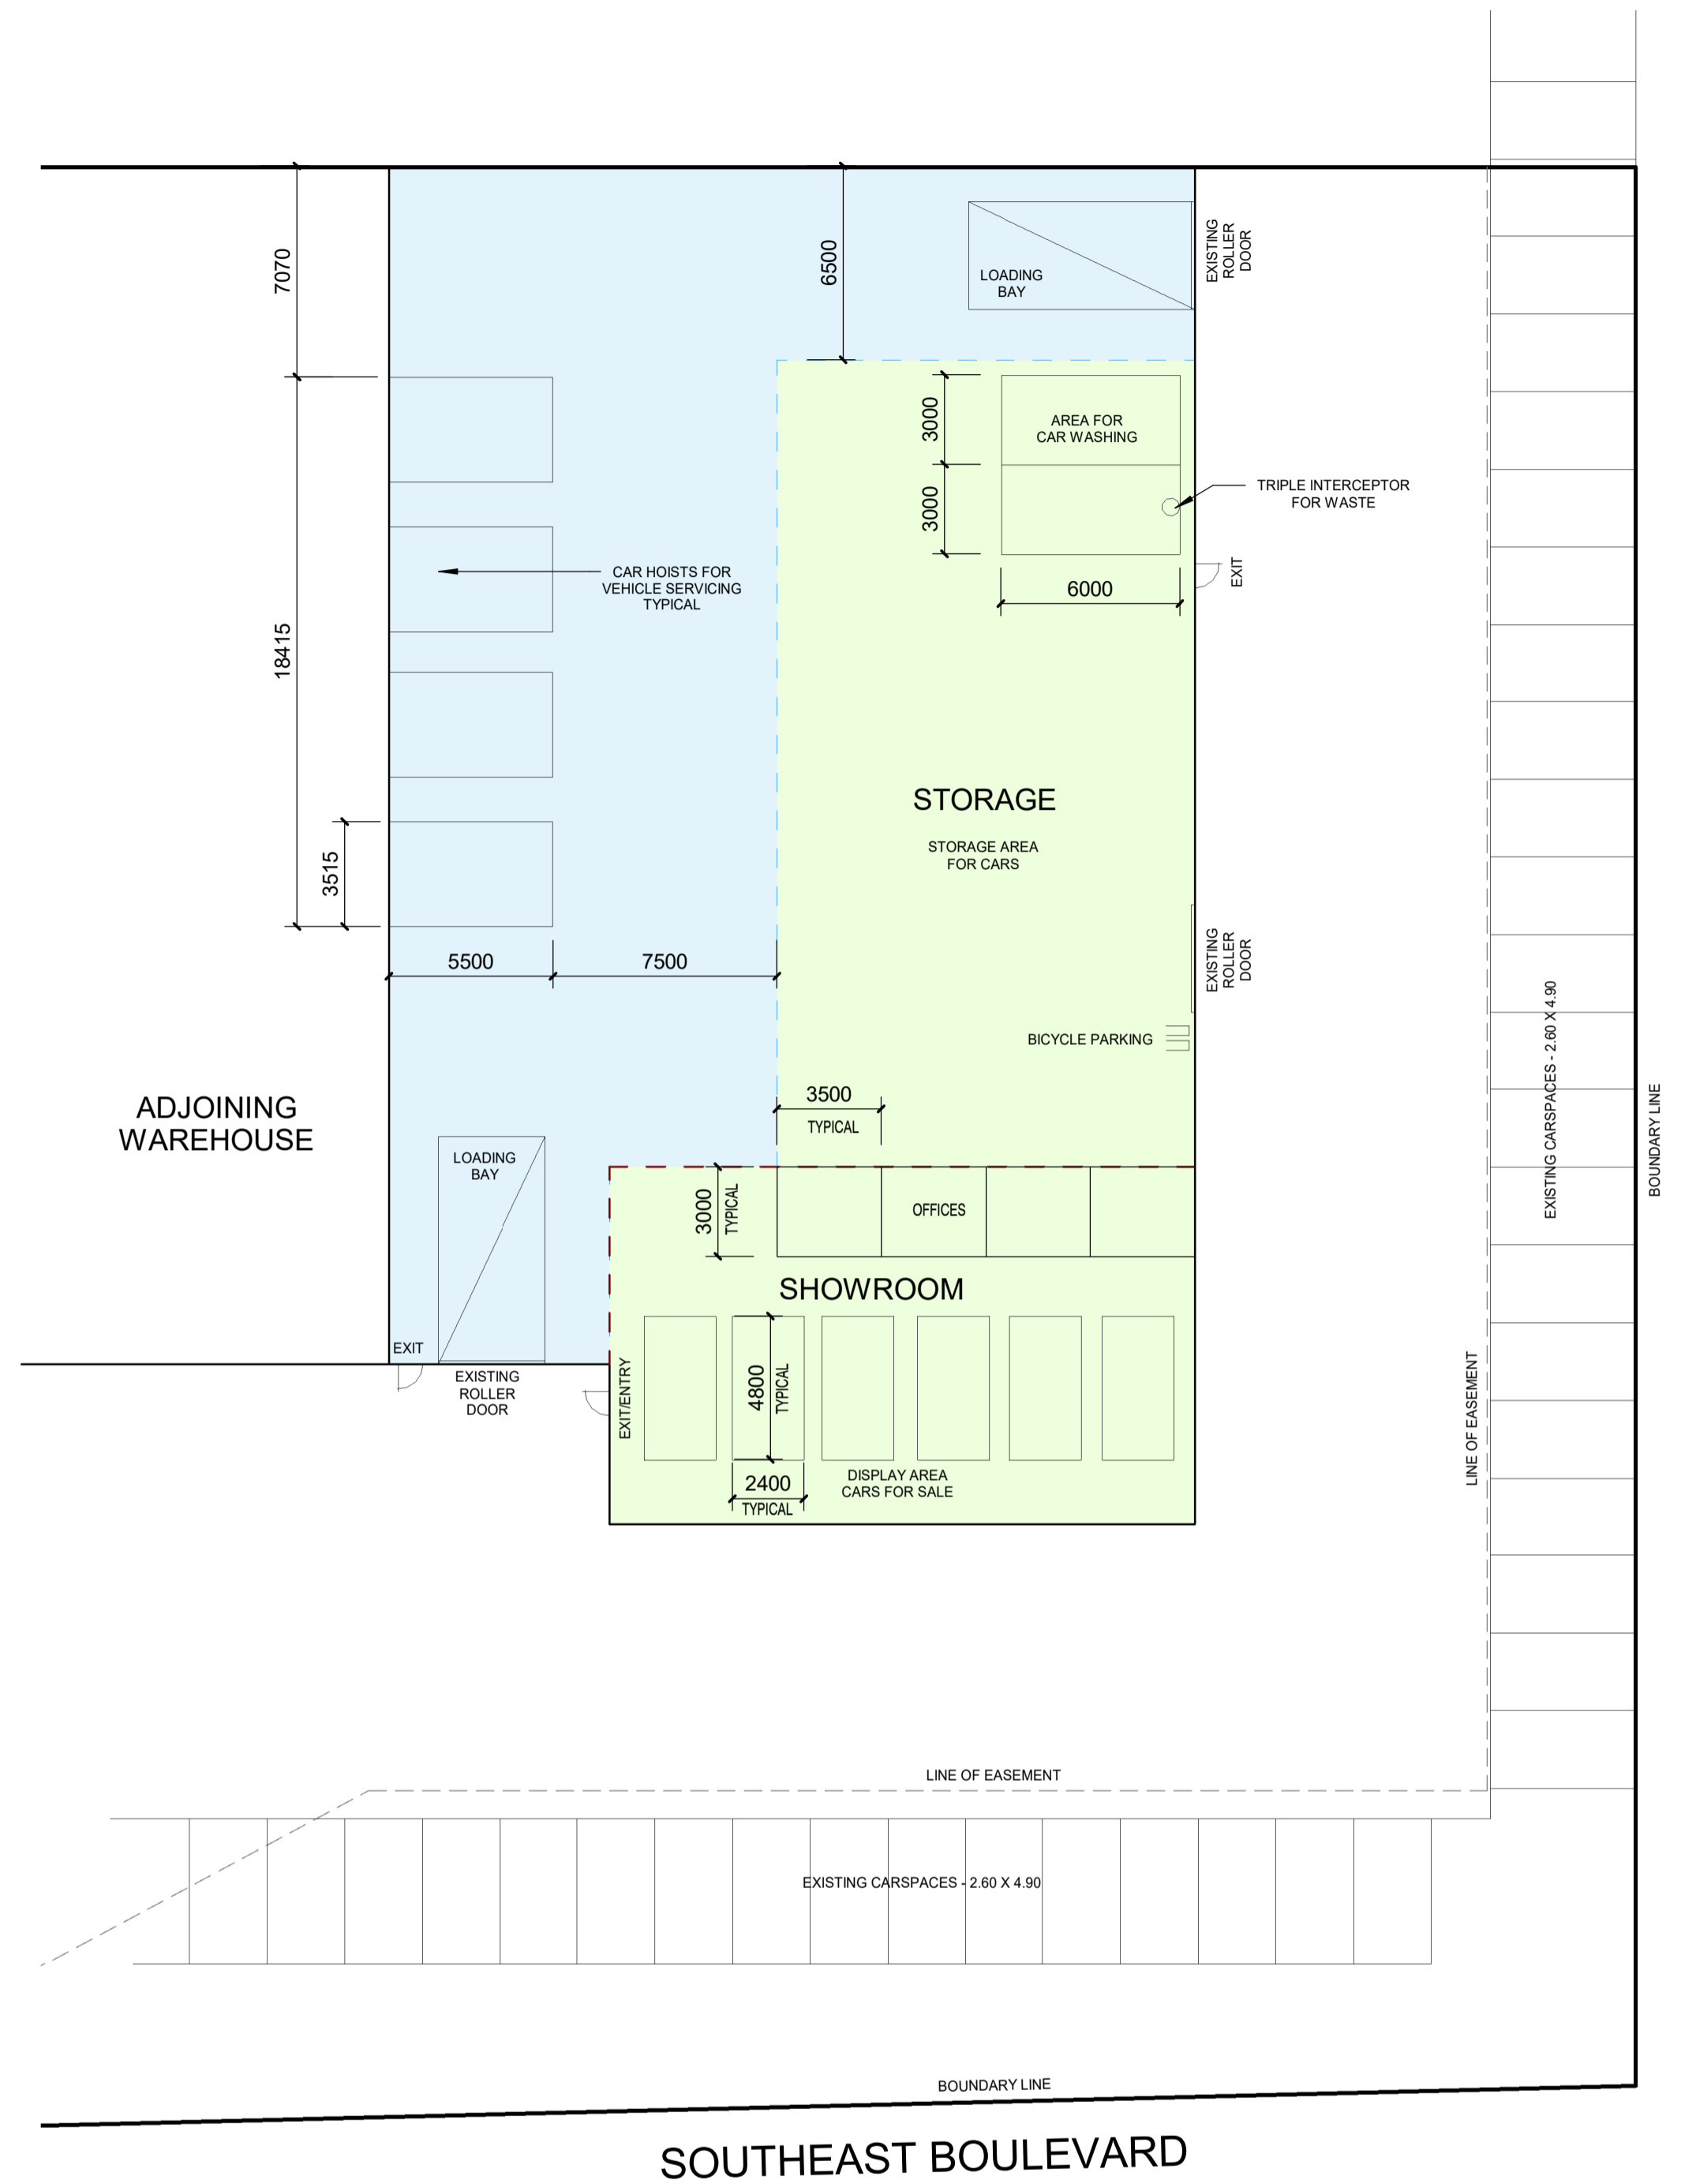 7070
6500
LOADING
BAY
EXISTING
ROLLER
DOOR
3000
AREA FOR
CAR WASHING
3000
TRIPLE INTERCEPTOR
FOR WASTE
CAR HOISTS FOR
VEHICLE SERVICING
TYPICAL
6000
EXIT
18415
STORAGE
STORAGE AREA
FOR CARS
3515
5500
7500
EXISTING
ROLLER
DOOR
BICYCLE PARKING
EXISTING CARSPACES - 2.60 X 4.90
BOUNDARY LINE
ADJOINING
WAREHOUSE
3500
TYPICAL
LOADING
BAY
3000
TYPICAL
OFFICES
SHOWROOM
EXIT
EXISTING
ROLLER
DOOR
EXIT/ENTRY
4800
TYPICAL
2400
TYPICAL
DISPLAY AREA
CARS FOR SALE
LINE OF EASEMENT
LINE OF EASEMENT
EXISTING CARSPACES - 2.60 X 4.90
BOUNDARY LINE
SOUTHEAST BOULEVARD